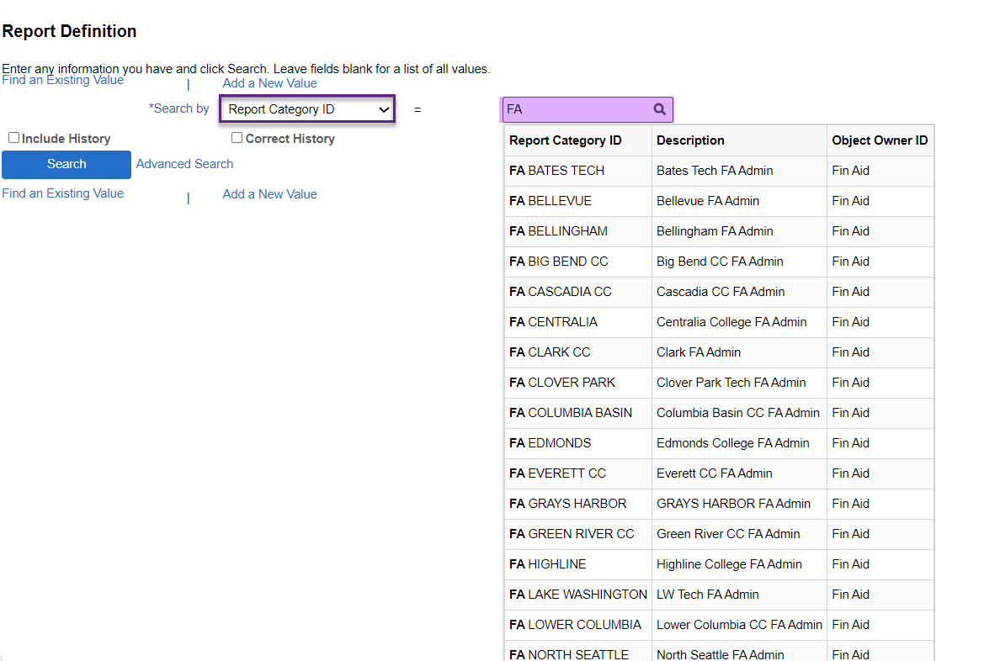 Report Definition
Enter any information you have and click Search. Leave fields blank for a list of all values.
Find an Existing Value | Add a New Value
*Search by Report Category ID = FA
Include History Correct History
Search Advanced Search
Find an Existing Value | Add a New Value
Report Category ID Description Object Owner ID
FA BATES TECH Bates Tech FA Admin Fin Aid
FA BELLEVUE Bellevue FA Admin Fin Aid
FA BELLINGHAM Bellingham FA Admin Fin Aid
FA BIG BEND CC Big Bend CC FA Admin Fin Aid
FA CASCADIA CC Cascadia CC FA Admin Fin Aid
FA CENTRALIA Centralia College FA Admin Fin Aid
FA CLARK CC Clark FA Admin Fin Aid
FA CLOVER PARK Clover Park Tech FA Admin Fin Aid
FA COLUMBIA BASIN Columbia Basin CC FA Admin Fin Aid
FA EDMONDS Edmonds College FA Admin Fin Aid
FA EVERETT CC Everett CC FA Admin Fin Aid
FA GRAYS HARBOR GRAYS HARBOR FA Admin Fin Aid
FA GREEN RIVER CC Green River CC FA Admin Fin Aid
FA HIGHLINE Highline College FA Admin Fin Aid
FA LAKE WASHINGTON LW Tech FA Admin Fin Aid
FA LOWER COLUMBIA Lower Columbia CC FA Admin Fin Aid
FA NORTH SEATTLE North Seattle FA Admin Fin Aid